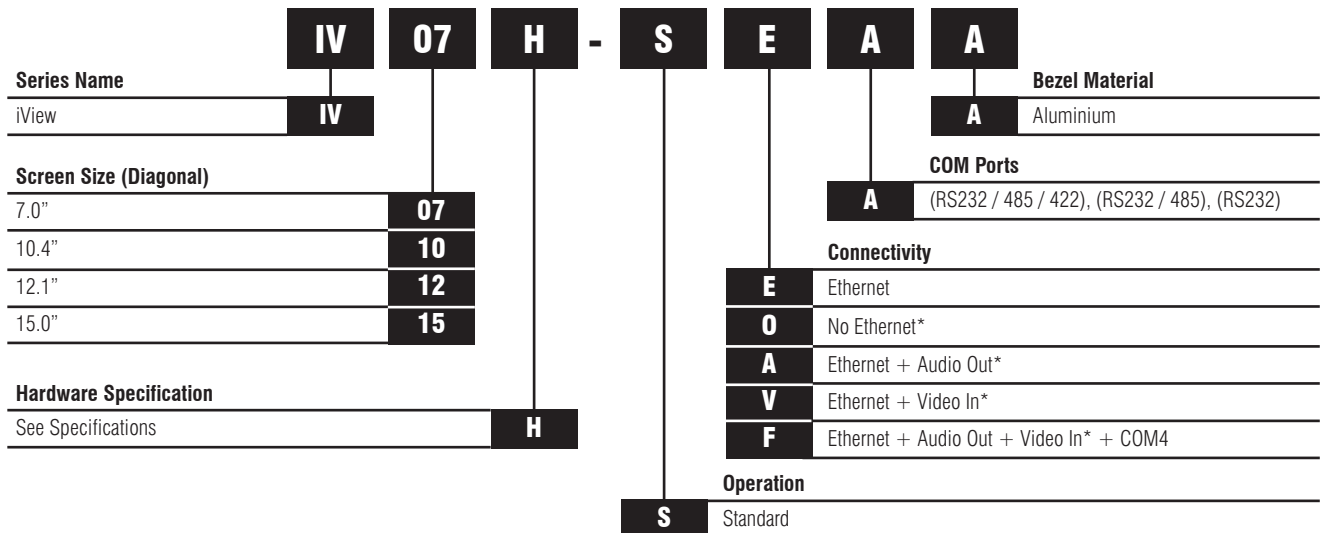 IV 07 H - S E A A
Series Name
iView IV
Screen Size (Diagonal)
7.0” 07
10.4” 10
12.1” 12
15.0” 15
Hardware Specification
See Specifications H
Bezel Material
A Aluminium
COM Ports
A (RS232 / 485 / 422), (RS232 / 485), (RS232)
Connectivity
E Ethernet
0 No Ethernet*
A Ethernet + Audio Out*
V Ethernet + Video In*
F Ethernet + Audio Out + Video In* + COM4
Operation
S Standard